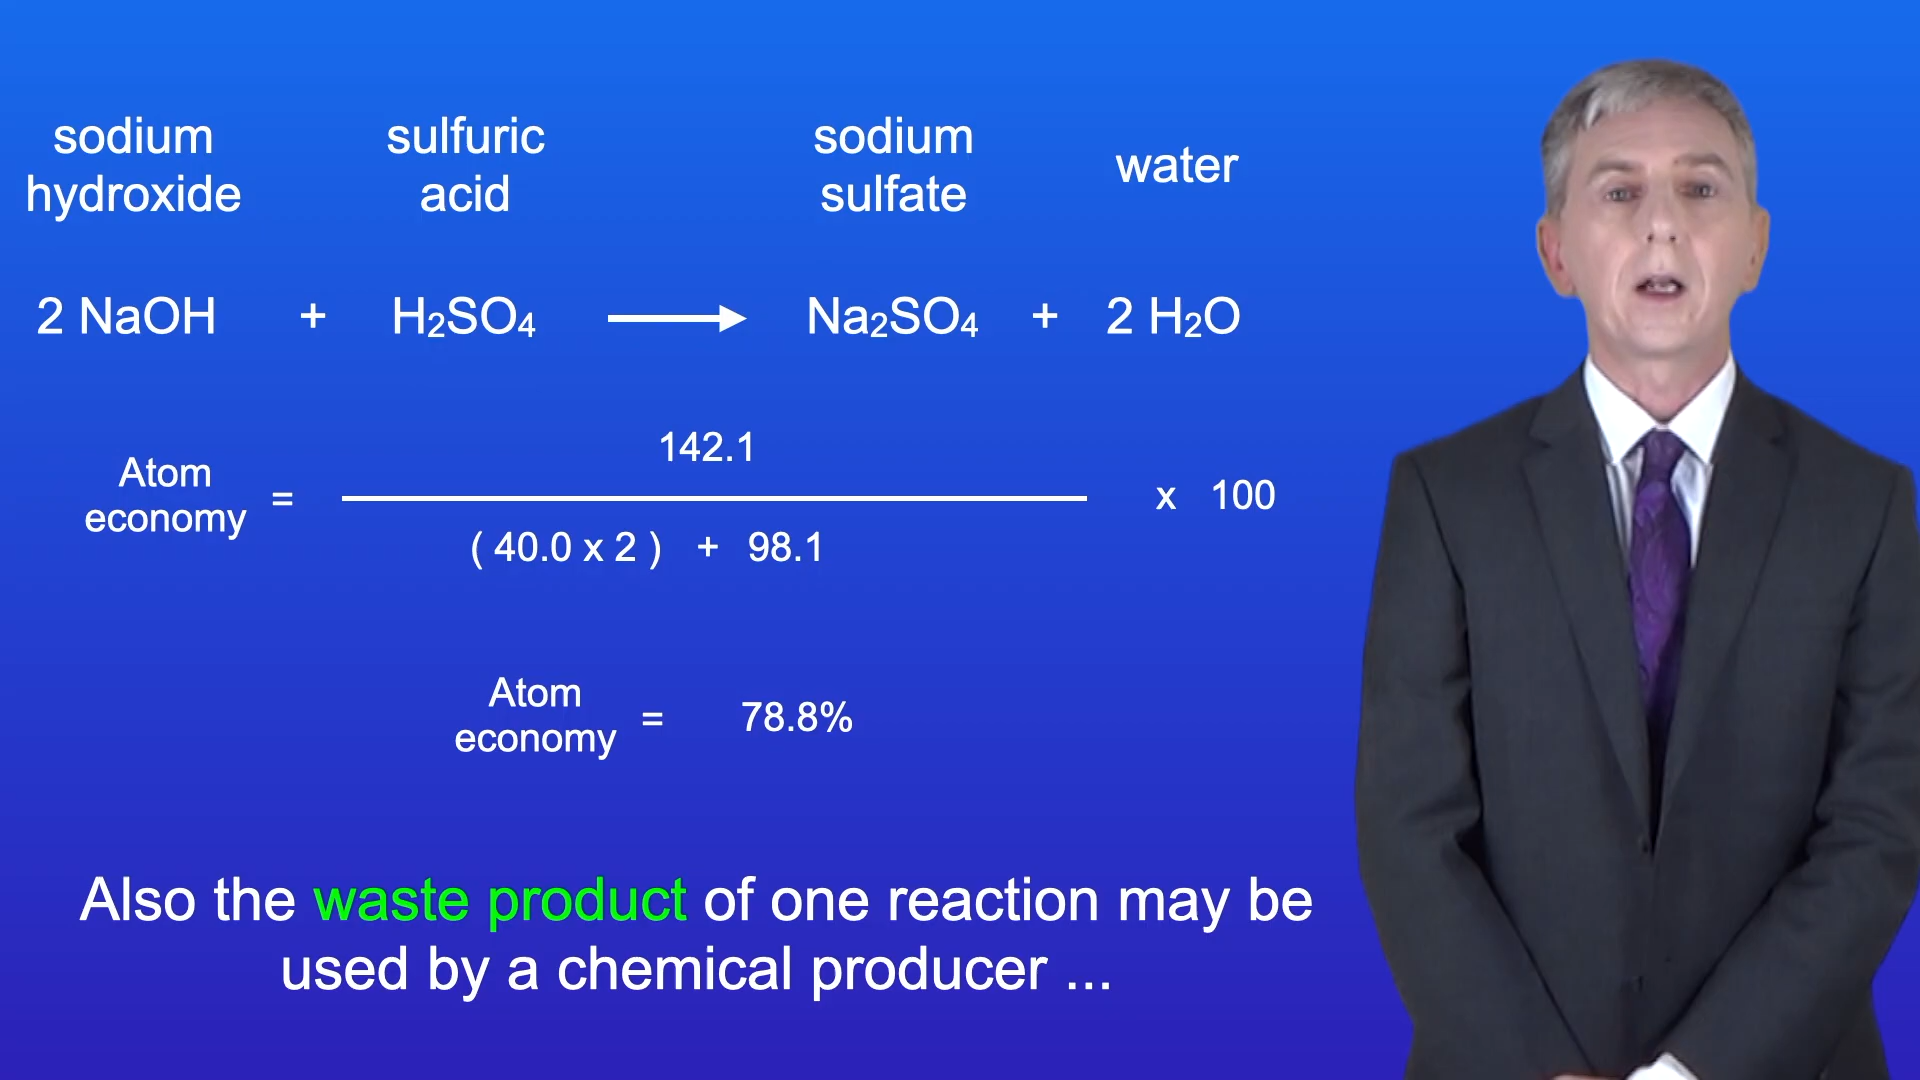 sodium hydroxide
sulfuric acid
sodium sulfate
water
2 NaOH + H₂SO₄ → Na₂SO₄ + 2 H₂O
142.1
Atom economy = x 100
( 40.0 x 2 ) + 98.1
Atom economy = 78.8%
Also the waste product of one reaction may be
used by a chemical producer ...